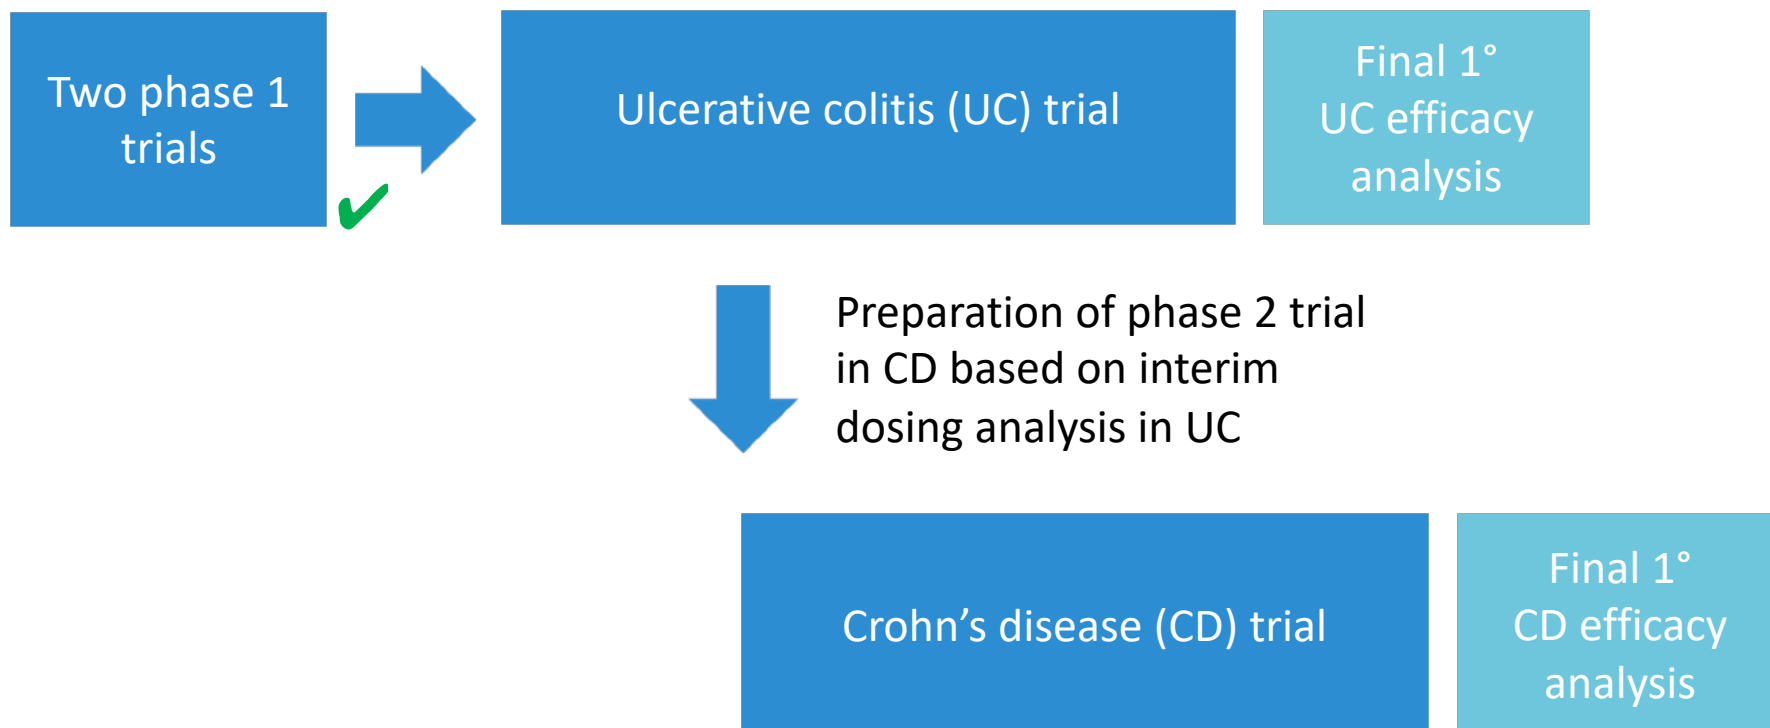 Two phase 1
trials
Ulcerative colitis (UC) trial
Final 1°
UC efficacy
analysis
Preparation of phase 2 trial
in CD based on interim
dosing analysis in UC
Crohn’s disease (CD) trial
Final 1°
CD efficacy
analysis